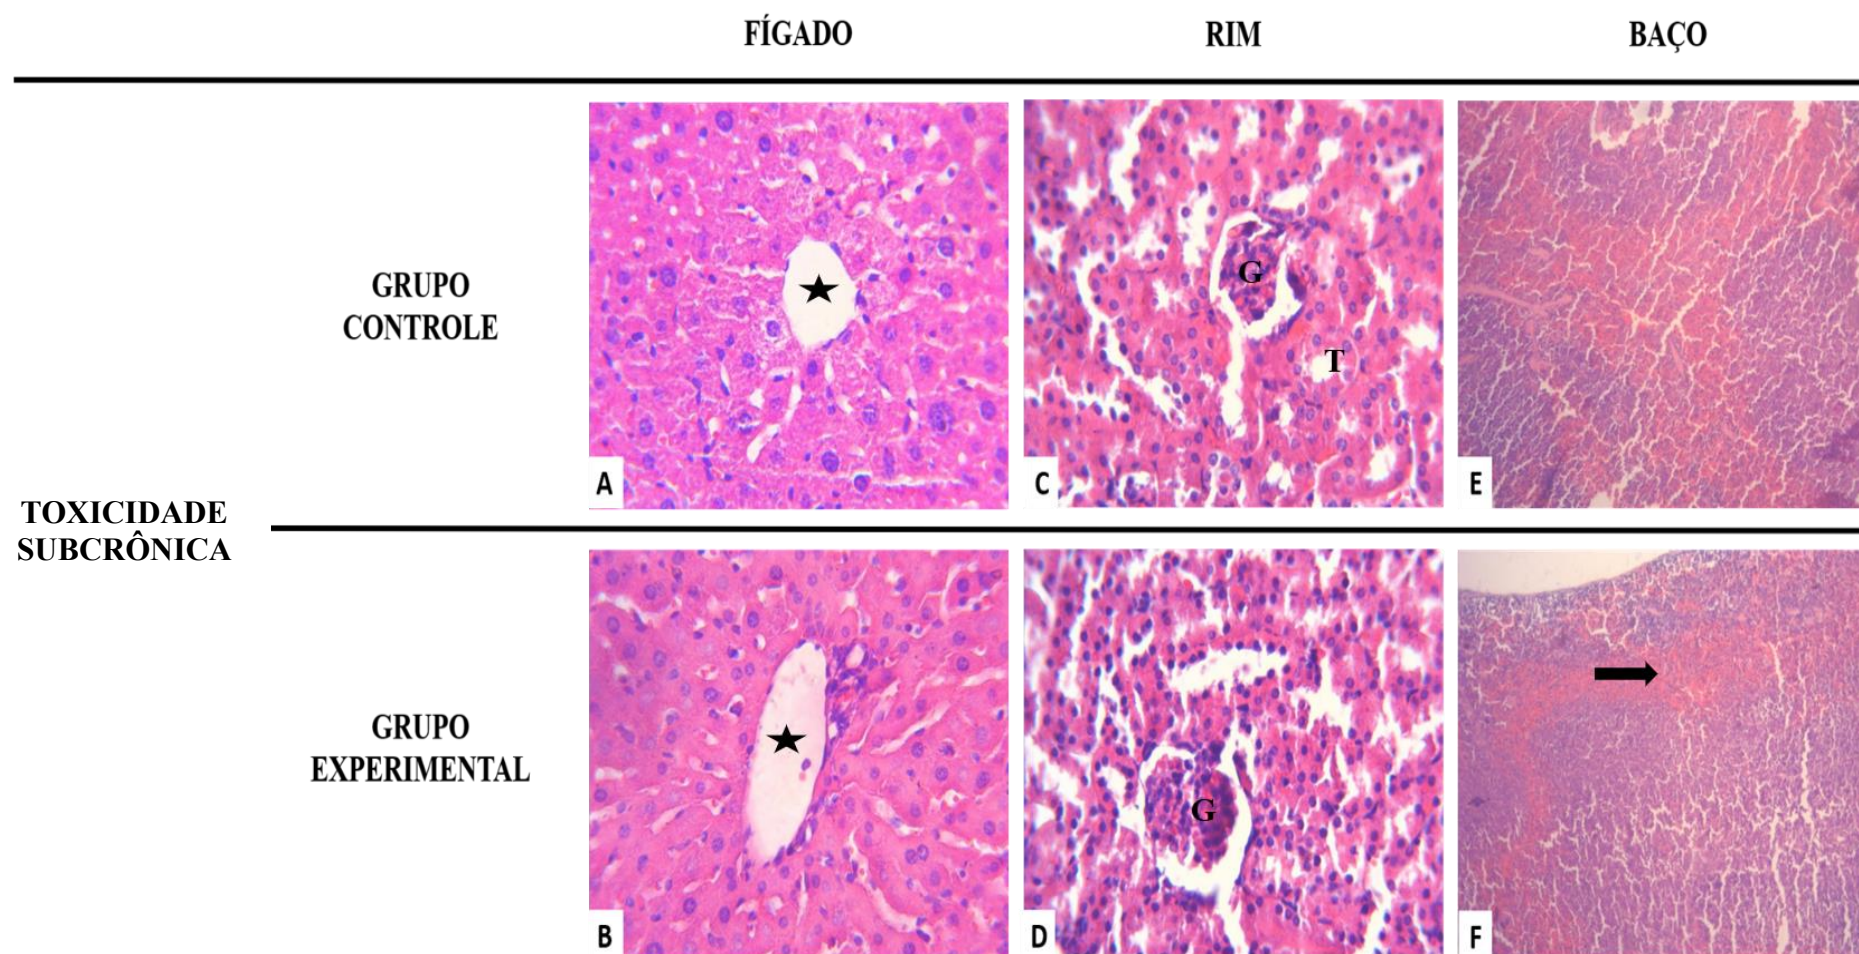 FÍGADO
RIM
BAÇO
GRUPO
CONTROLE
G
T
A
C
E
TOXICIDADE
SUBCRÔNICA
GRUPO
EXPERIMENTAL
G
B
D
F